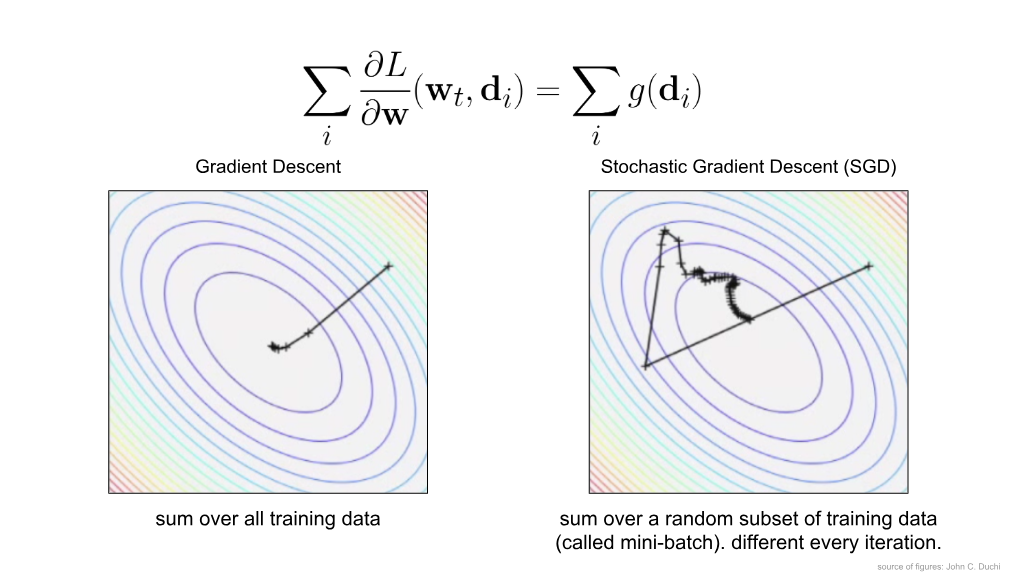 ∑_i ∂L/∂w (w_t, d_i) = ∑_i g(d_i)
Gradient Descent
Stochastic Gradient Descent (SGD)
sum over all training data
sum over a random subset of training data
(called mini-batch). different every iteration.
source of figures: John C. Duchi